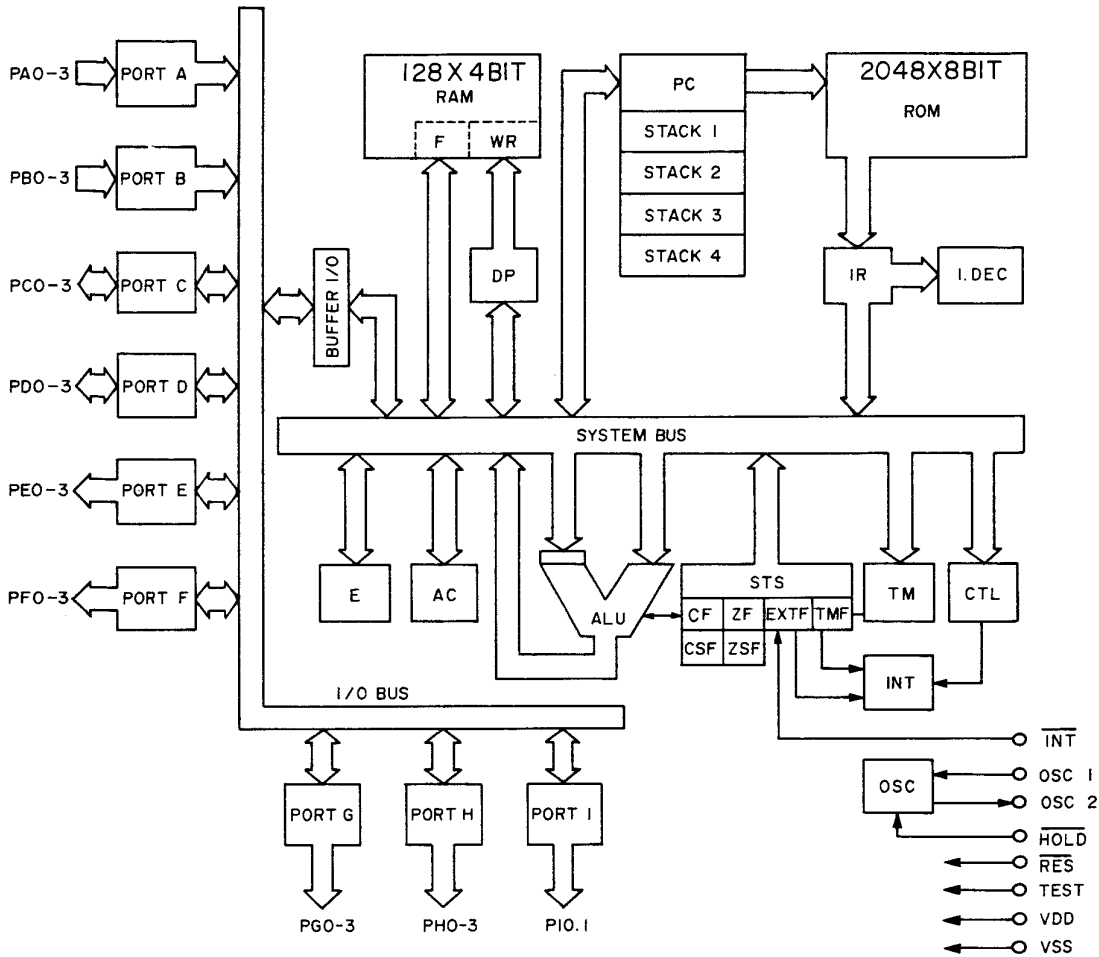 PA0-3
PORT A
PB0-3
PORT B
PC0-3
PORT C
PD0-3
PORT D
PE0-3
PORT E
PF0-3
PORT F
BUFFER I/O
128X4BIT
RAM
F
WR
DP
PC
STACK 1
STACK 2
STACK 3
STACK 4
2048X8BIT
ROM
IR
I.DEC
SYSTEM BUS
E
AC
ALU
STS
CF
ZF
EXTF
TMF
CSF
ZSF
TM
CTL
INT
I/O BUS
PORT G
PORT H
PORT I
PG0-3
PH0-3
PI0.1
INT
OSC
OSC 1
OSC 2
HOLD
RES
TEST
VDD
VSS